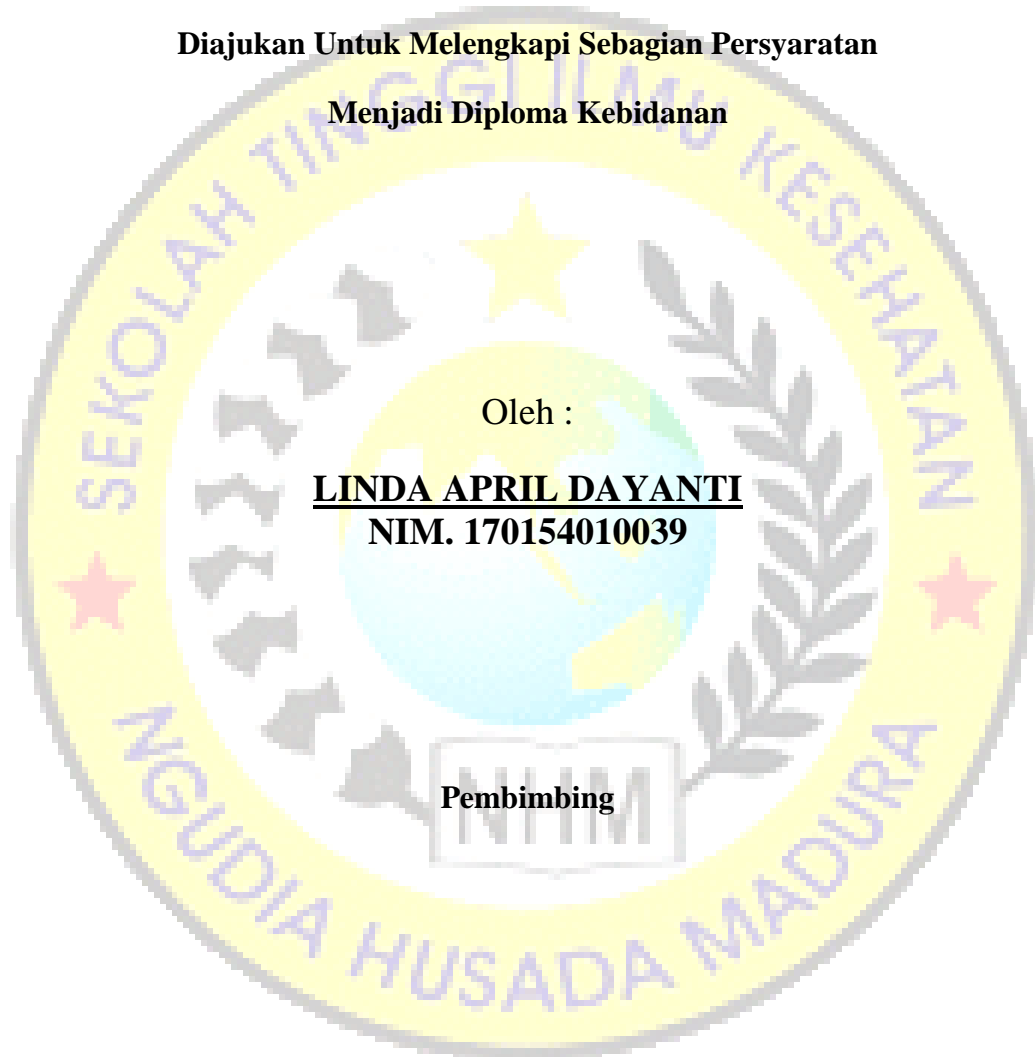 Diajukan Untuk Melengkapi Sebagian Persyaratan
Menjadi Diploma Kebidanan
SEKOLAH TINGGI ILMU KESEHATAN
Oleh :
LINDA APRIL DAYANTI
NIM. 170154010039
NHM
Pembimbing
NGUDIA HUSADA MADURA